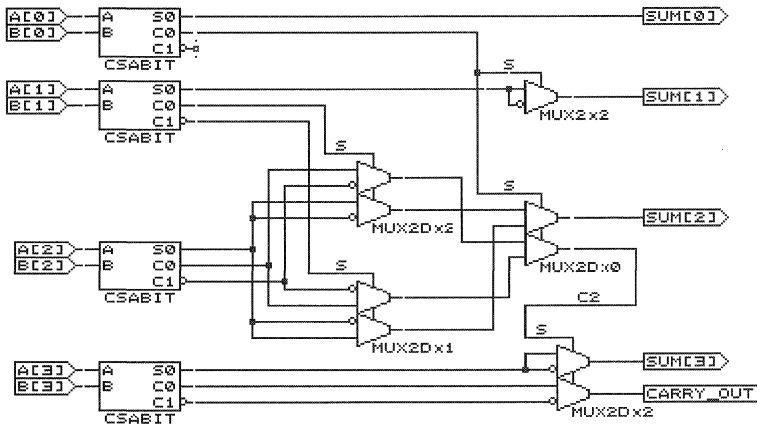 A[0] A S0 SUM[0]
B[0] B C0
C1
CSABIT
S
A[1] A S0 SUM[1]
B[1] B C0
C1 MUX2x2
CSABIT
S
S
SUM[2]
MUX2Dx2
A[2] A S0
B[2] B C0 S MUX2Dx0
C1
CSABIT C2
S
MUX2Dx1
A[3] A S0 SUM[3]
B[3] B C0 CARRY_OUT
C1
CSABIT MUX2Dx2